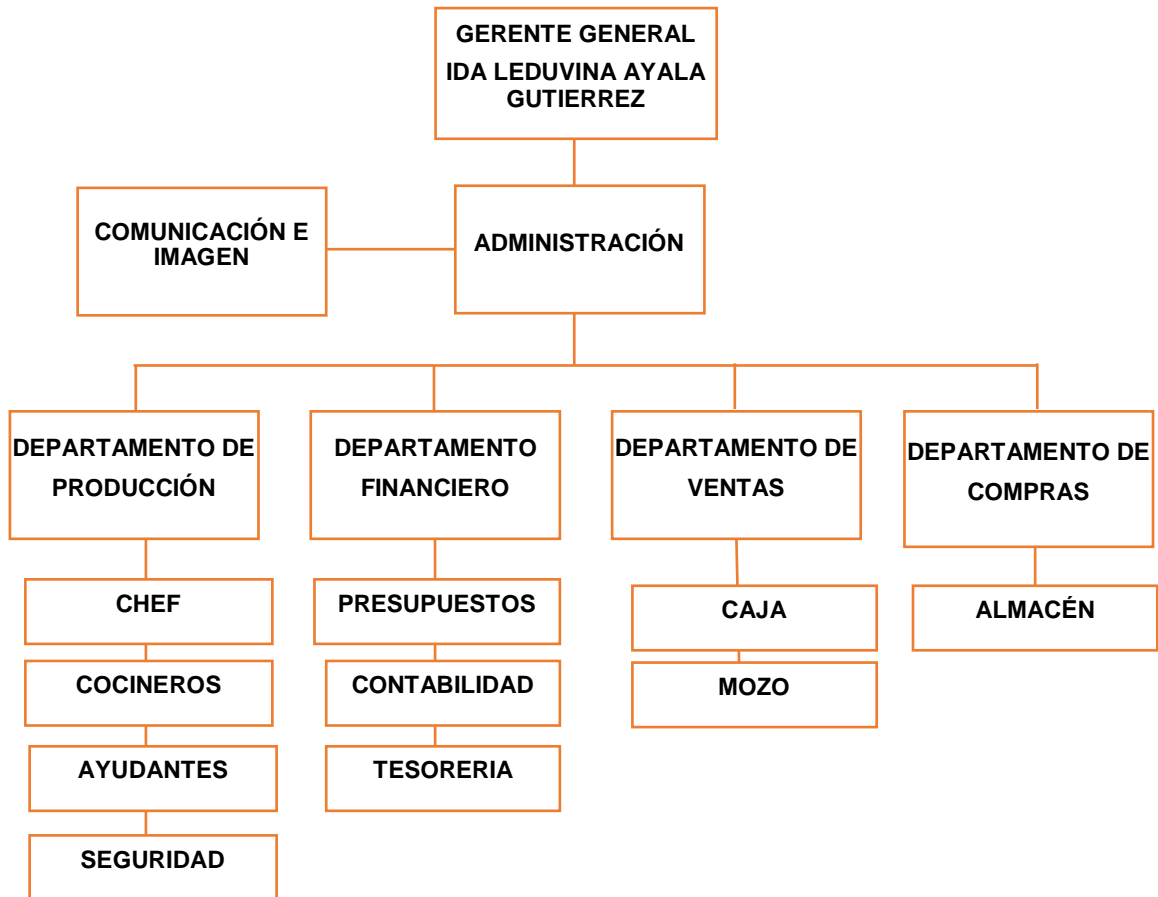 GERENTE GENERAL
IDA LEDUVINA AYALA
GUTIERREZ
COMUNICACIÓN E
IMAGEN
ADMINISTRACIÓN
DEPARTAMENTO DE
PRODUCCIÓN
DEPARTAMENTO
FINANCIERO
DEPARTAMENTO DE
VENTAS
DEPARTAMENTO DE
COMPRAS
CHEF
PRESUPUESTOS
CAJA
ALMACÉN
COCINEROS
CONTABILIDAD
MOZO
AYUDANTES
TESORERIA
SEGURIDAD